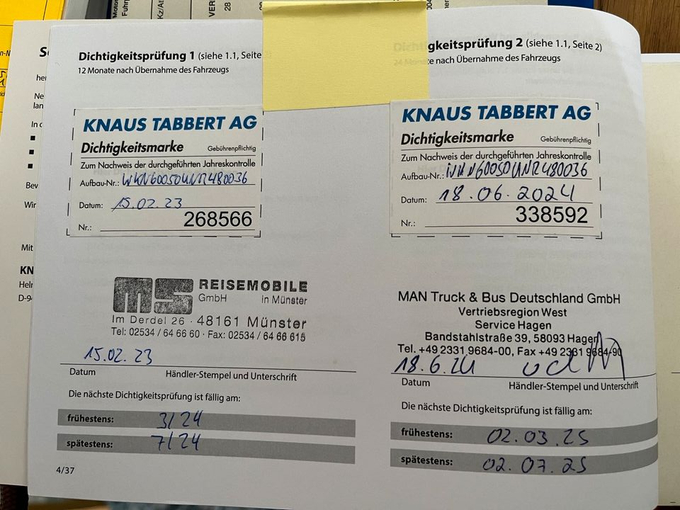 Dichtigkeitsprüfung 1 (siehe 1.1, Seite
12 Monate nach Übernahme des Fahrzeugs
KNAUS TABBERT AG
Dichtigkeitsmarke Gebührenpflichtig
Zum Nachweis der durchgeführten Jahreskontrolle
Aufbau-Nr.:
Datum: 15.02.23
Nr.: 268566
MS REISEMOBILE
GmbH in Münster
Im Derdel 26 · 48161 Münster
Tel: 02534 / 64 66 60 · Fax: 02534 / 64 66 615
15.02.23
Datum Händler-Stempel und Unterschrift
Die nächste Dichtigkeitsprüfung ist fällig am:
frühestens: 3/24
spätestens: 7/24
4/37
Dichtigkeitsprüfung 2 (siehe 1.1, Seite 2)
24 Monate nach Übernahme des Fahrzeugs
KNAUS TABBERT AG
Dichtigkeitsmarke Gebührenpflichtig
Zum Nachweis der durchgeführten Jahreskontrolle
Aufbau-Nr.:
Datum: 18.06.2024
Nr.: 338592
MAN Truck & Bus Deutschland GmbH
Vertriebsregion West
Service Hagen
Bandstahlstraße 39, 58093 Hagen
Tel. +49 2331 9684-00, Fax +49 2331 9684-90
18.6.24
Datum Händler-Stempel und Unterschrift
Die nächste Dichtigkeitsprüfung ist fällig am:
frühestens: 02.03.25
spätestens: 02.07.25